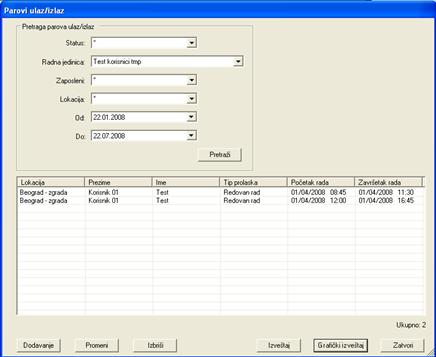 Parovi ulaz/izlaz
Pretraga parova ulaz/izlaz
Status: *
Radna jedinica: Test korisnici tmp
Zaposleni: *
Lokacija: *
Od: 22.01.2008
Do: 22.07.2008
Pretraži
Lokacija Prezime Ime Tip prolaska Početak rada Završetak rada
Beograd - zgrada Korisnik 01 Test Redovan rad 01/04/2008 08:45 01/04/2008 11:30
Beograd - zgrada Korisnik 01 Test Redovan rad 01/04/2008 12:00 01/04/2008 16:45
Ukupno: 2
Dodavanje Promeni Izbriši Izveštaj Grafički izveštaj Zatvori